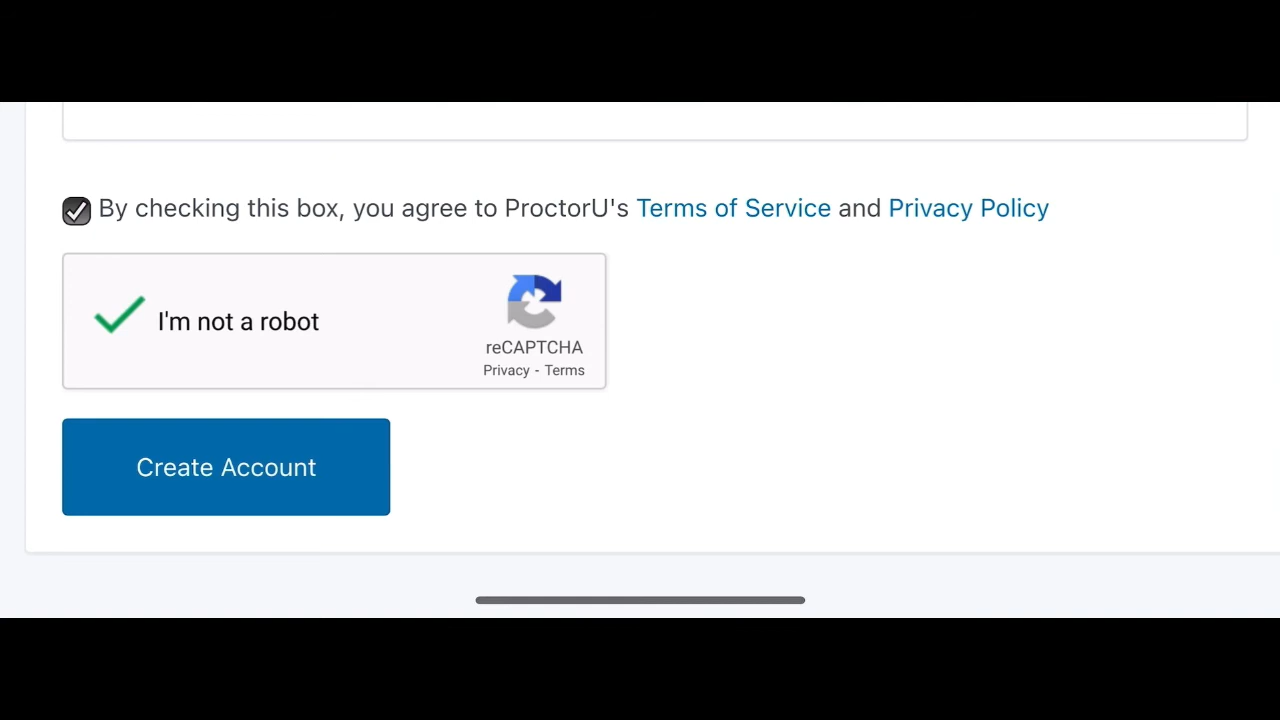 By checking this box, you agree to ProctorU's Terms of Service and Privacy Policy
I'm not a robot
reCAPTCHA
Privacy - Terms
Create Account